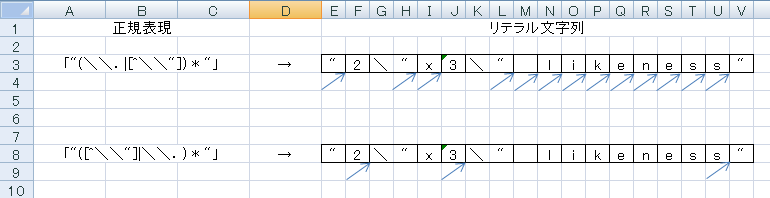 A B C D E F G H I J K L M N O P Q R S T U V
1 正規表現 リテラル文字列
2
3 「"(\\.|[^\\"])*"」 → " 2 \ " x 3 \ " l i k e n e s s "
4
5
6
7
8 「"([^\\"]|\\.)*"」 → " 2 \ " x 3 \ " l i k e n e s s "
9
10